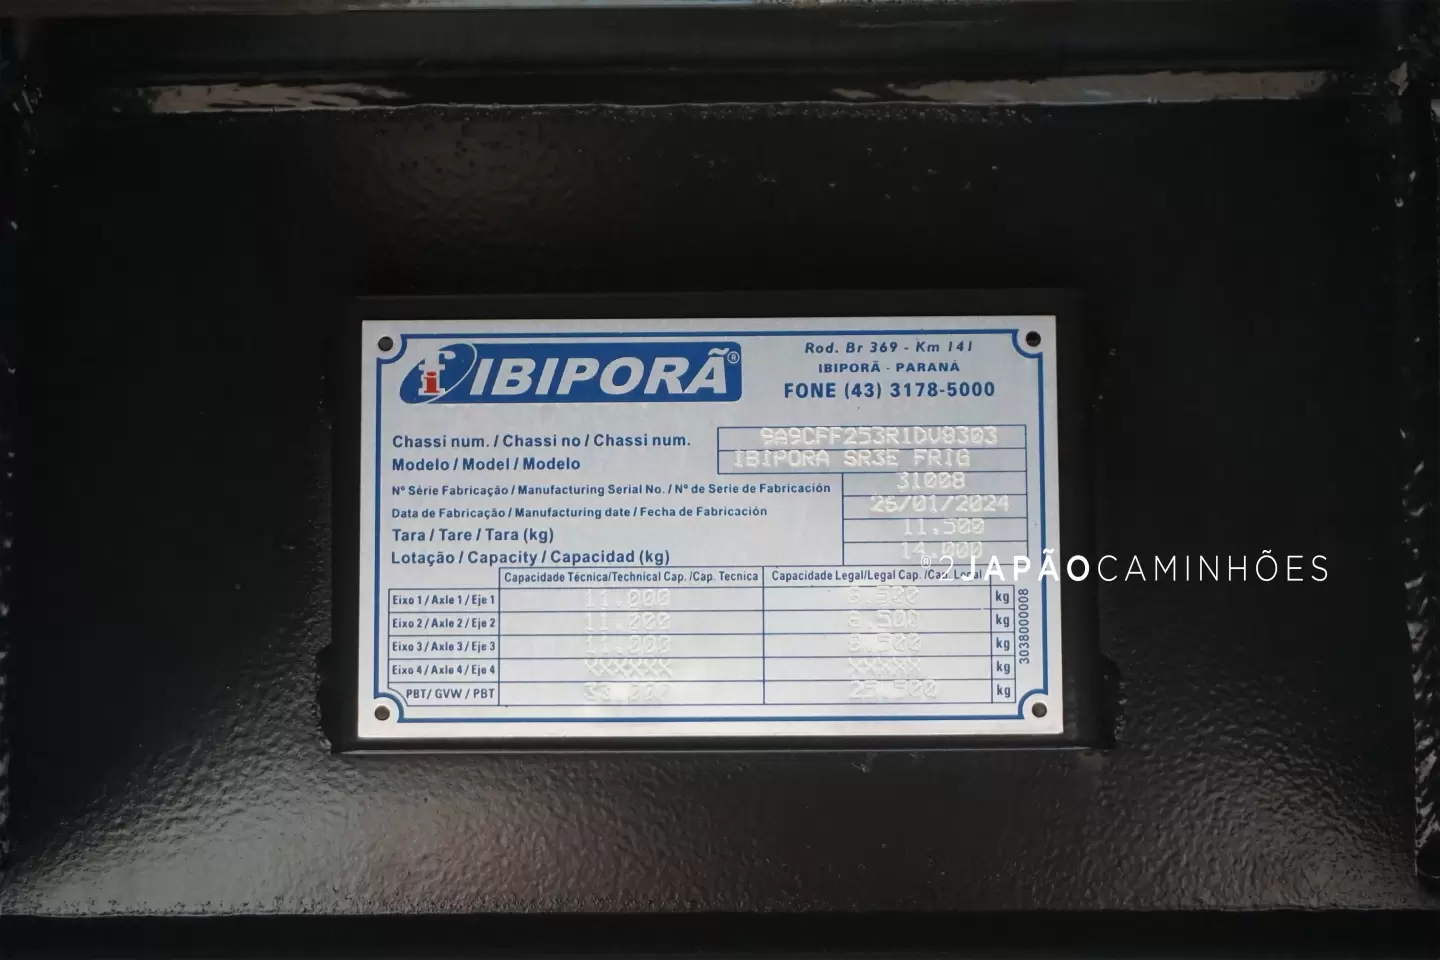 fi IBIPORÃ®
Rod. Br 369 - Km 141
IBIPORÃ - PARANÁ
FONE (43) 3178-5000
Chassi num. / Chassi no / Chassi num. 9A9CFF253R1DV8303
Modelo / Model / Modelo IBIPORA SR3E FRIG
Nº Série Fabricação / Manufacturing Serial No. / Nº de Serie de Fabricación 31008
Data de Fabricação / Manufacturing date / Fecha de Fabricación 26/01/2024
Tara / Tare / Tara (kg) 11.500
Lotação / Capacity / Capacidad (kg) 14.000
®2JAPÃOCAMINHÕES
Capacidade Técnica/Technical Cap. /Cap. Tecnica Capacidade Legal/Legal Cap. /Cap. Legal
Eixo 1 / Axle 1 / Eje 1 11.000 8.500 kg
Eixo 2 / Axle 2 / Eje 2 11.000 8.500 kg
Eixo 3 / Axle 3 / Eje 3 11.000 8.500 kg
Eixo 4 / Axle 4 / Eje 4 XXXXXX XXXXX kg
PBT/ GVW / PBT 33.000 25.500 kg
3038000008